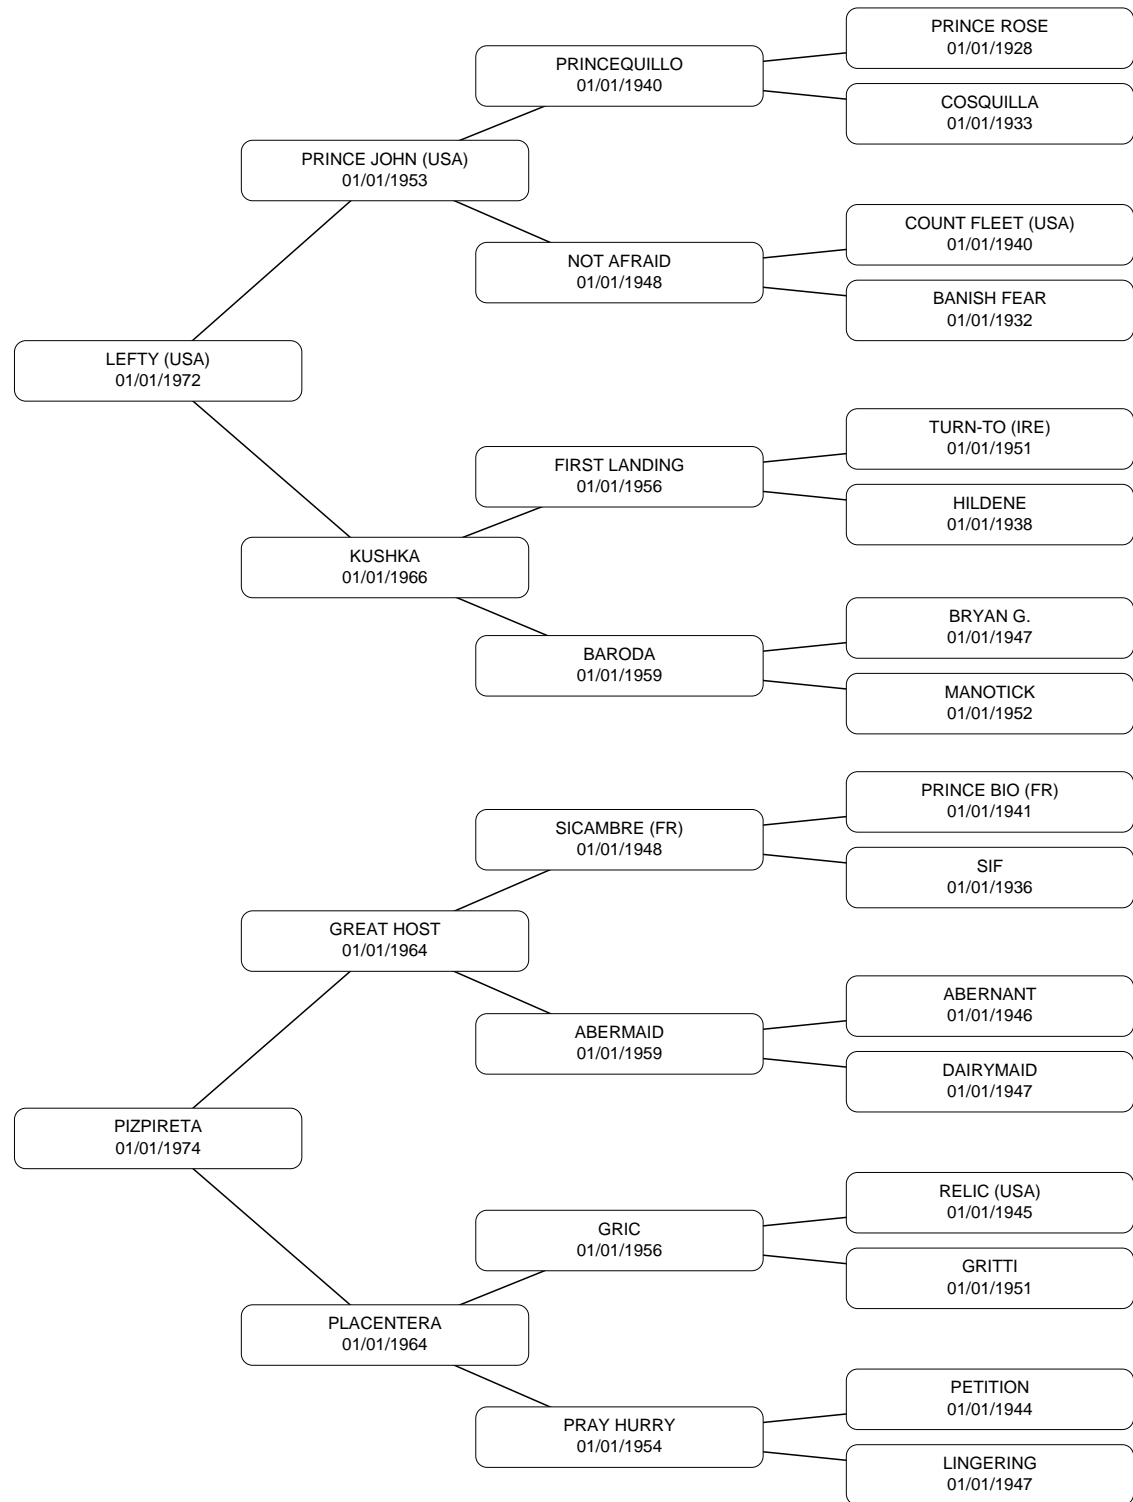 PRINCE ROSE
01/01/1928
PRINCEQUILLO
01/01/1940
COSQUILLA
01/01/1933
PRINCE JOHN (USA)
01/01/1953
COUNT FLEET (USA)
01/01/1940
NOT AFRAID
01/01/1948
BANISH FEAR
01/01/1932
LEFTY (USA)
01/01/1972
TURN-TO (IRE)
01/01/1951
FIRST LANDING
01/01/1956
HILDENE
01/01/1938
KUSHKA
01/01/1966
BRYAN G.
01/01/1947
BARODA
01/01/1959
MANOTICK
01/01/1952
PRINCE BIO (FR)
01/01/1941
SICAMBRE (FR)
01/01/1948
SIF
01/01/1936
GREAT HOST
01/01/1964
ABERNANT
01/01/1946
ABERMAID
01/01/1959
DAIRYMAID
01/01/1947
PIZPIRETA
01/01/1974
RELIC (USA)
01/01/1945
GRIC
01/01/1956
GRITTI
01/01/1951
PLACENTERA
01/01/1964
PETITION
01/01/1944
PRAY HURRY
01/01/1954
LINGERING
01/01/1947